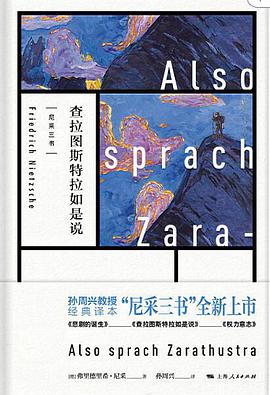 Also
sprach
Zara-
查拉图斯特拉如是说
尼采三书
Friedrich Nietzsche
孙周兴教授
经典译本
“尼采三书”全新上市
《悲剧的诞生》《查拉图斯特拉如是说》《权力意志》
Also sprach Zarathustra
[德]弗里德里希·尼采 孙周兴 译
上海人民出版社